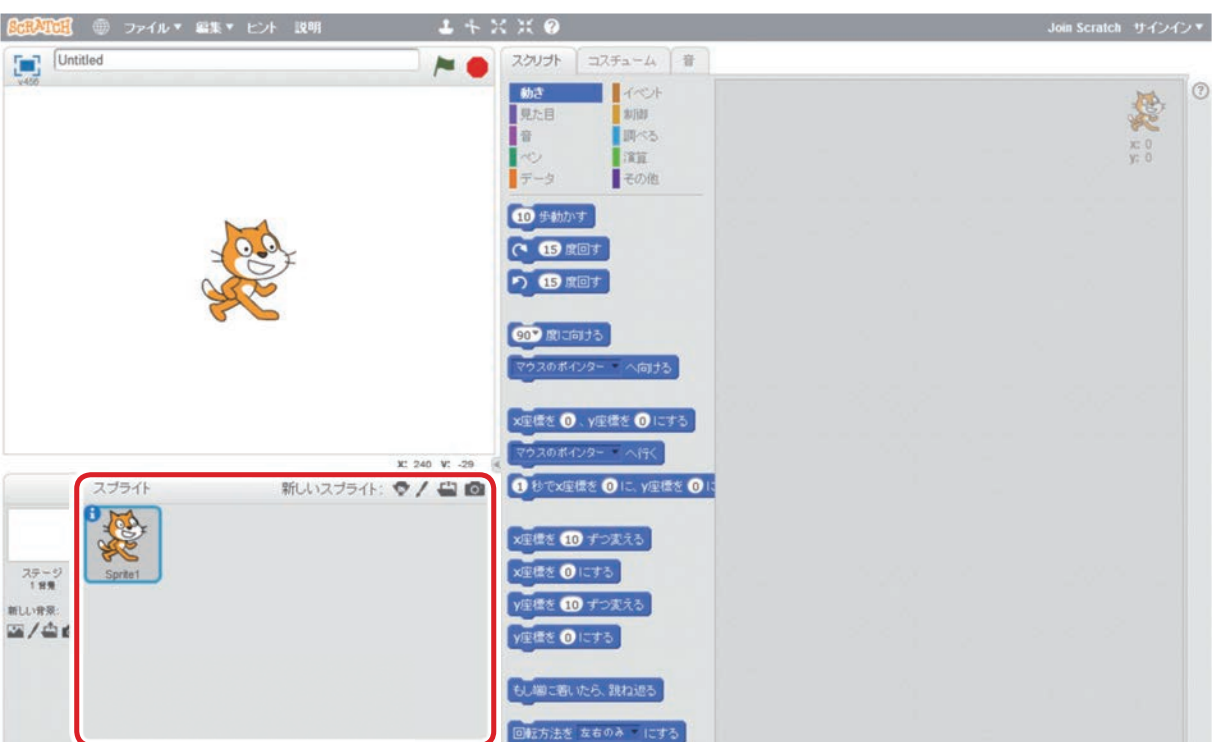 SCRATCH ファイル▼ 編集▼ ヒント 説明 Join Scratch サインイン▼
Untitled
v456
スクリプト コスチューム 音
動き イベント
見た目 制御
音 調べる
ペン 演算
データ その他
x: 0
y: 0
10 歩動かす
15 度回す
15 度回す
90▼ 度に向ける
マウスのポインター へ向ける
x座標を 0 、y座標を 0 にする
マウスのポインター へ行く
1 秒でx座標を 0 に、y座標を 0 に
x座標を 10 ずつ変える
x座標を 0 にする
y座標を 10 ずつ変える
y座標を 0 にする
もし端に着いたら、跳ね返る
回転方法を 左右のみ にする
X: 240 Y: -29
スプライト 新しいスプライト:
Sprite1
ステージ
1 背景
新しい背景: